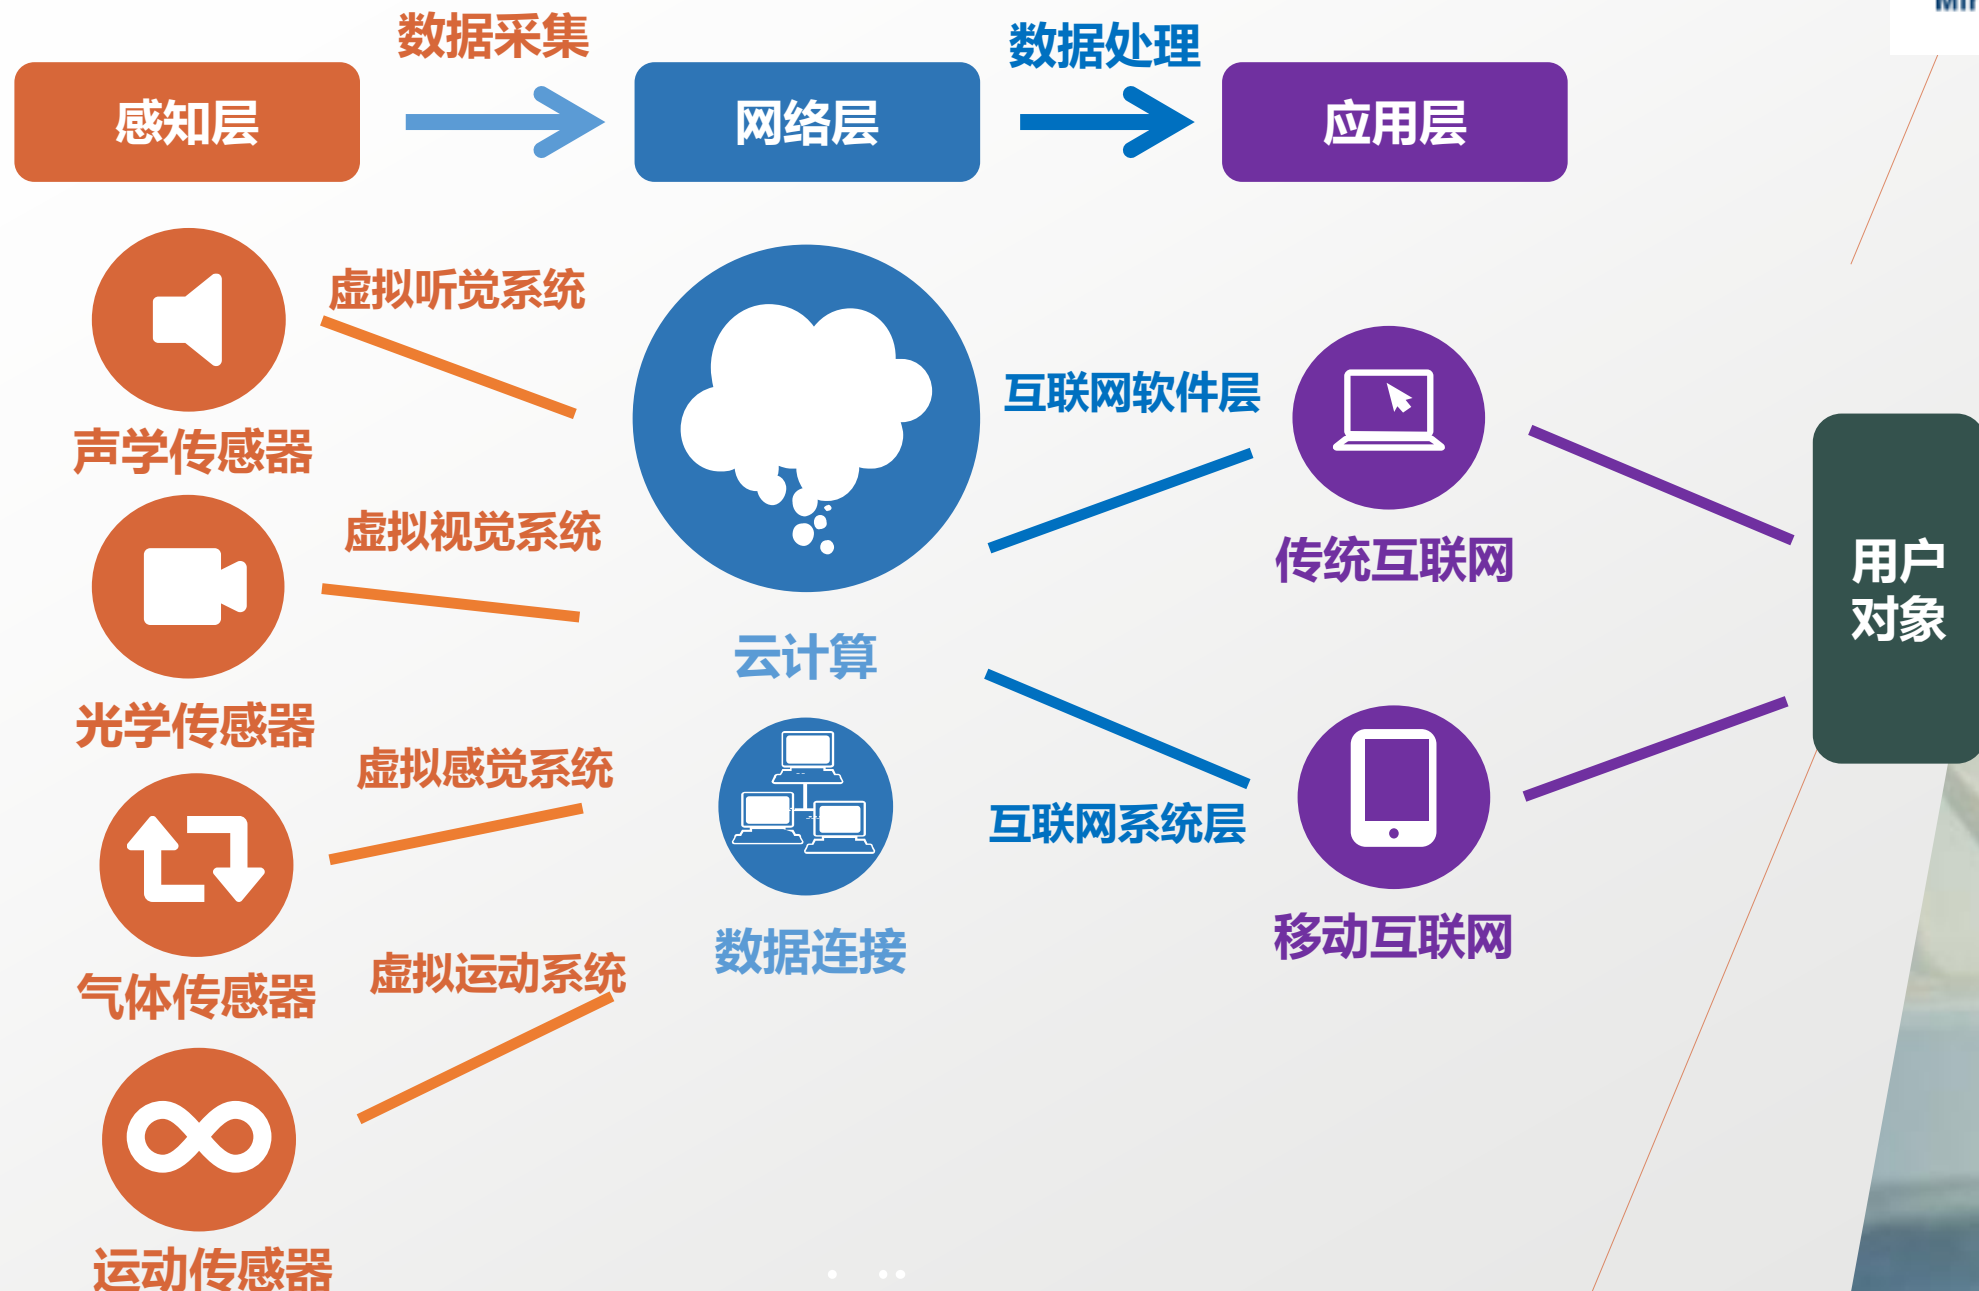 数据采集
数据处理
感知层
网络层
应用层
虚拟听觉系统
声学传感器
虚拟视觉系统
光学传感器
虚拟感觉系统
气体传感器
虚拟运动系统
运动传感器
云计算
数据连接
互联网软件层
互联网系统层
传统互联网
移动互联网
用户
对象